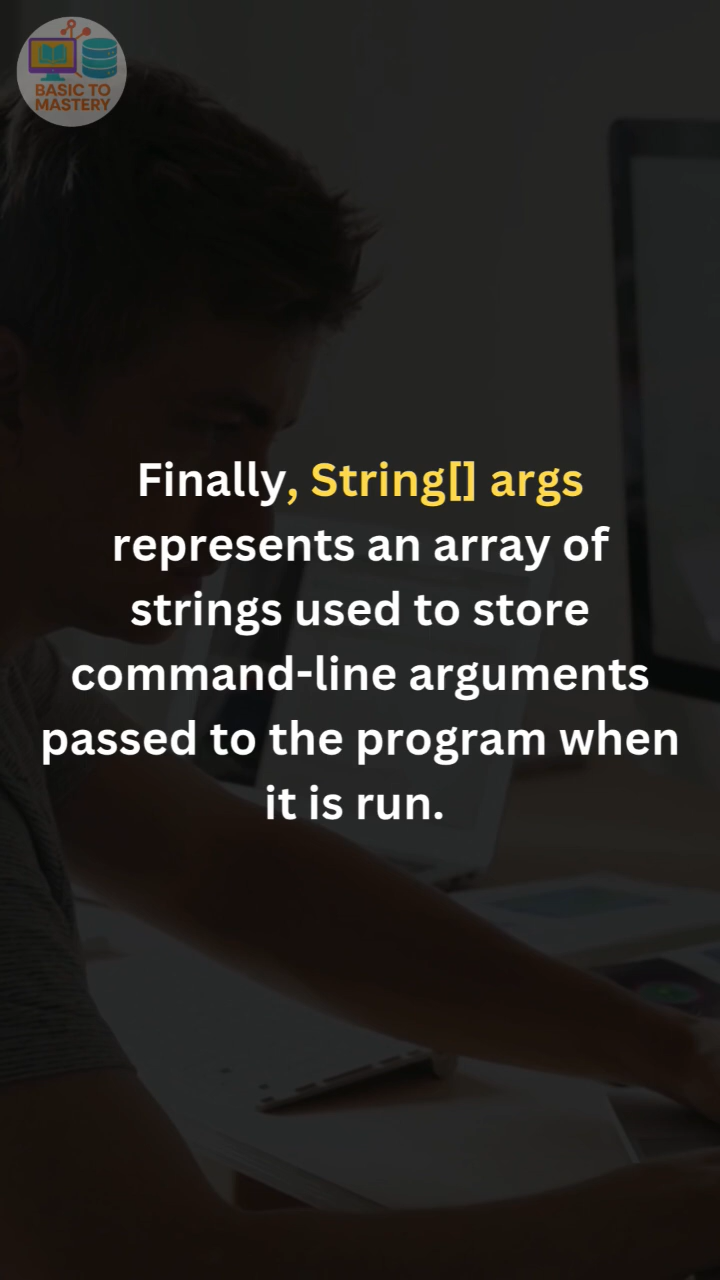 BASIC TO
MASTERY
Finally, String[] args
represents an array of
strings used to store
command-line arguments
passed to the program when
it is run.